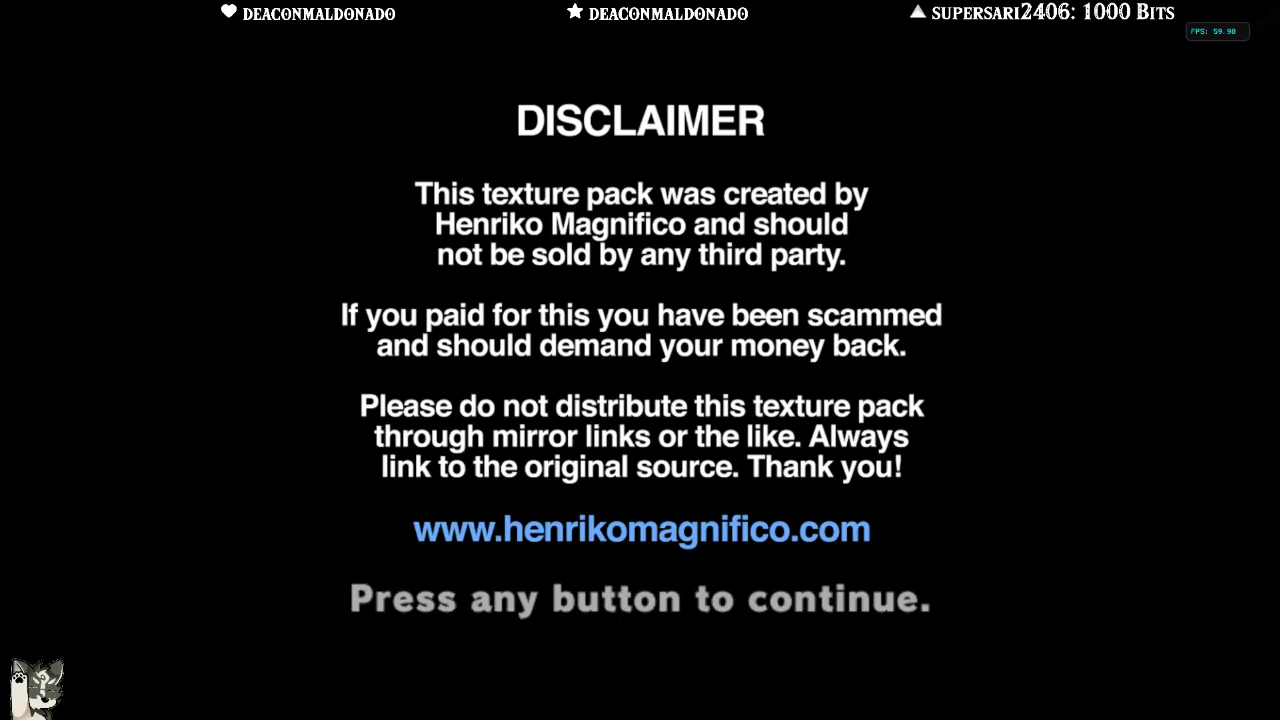 DEACONMALDONADO DEACONMALDONADO SUPERSARI2406: 1000 BITS
FPS: 59.90
DISCLAIMER
This texture pack was created by
Henriko Magnifico and should
not be sold by any third party.
If you paid for this you have been scammed
and should demand your money back.
Please do not distribute this texture pack
through mirror links or the like. Always
link to the original source. Thank you!
www.henrikomagnifico.com
Press any button to continue.